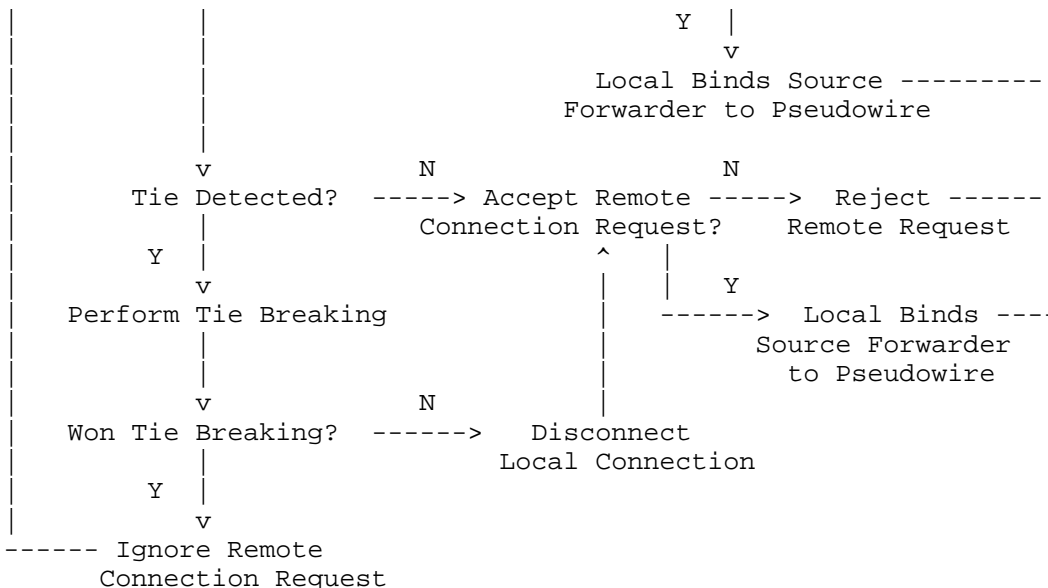 |           |                             Y  |
|           |                                v
|           |                        Local Binds Source ---------
|           |                      Forwarder to Pseudowire
|           |
|           v             N                  N
|       Tie Detected?  -----> Accept Remote -----> Reject ------
|           |             Connection Request?    Remote Request
|        Y  |                        ^   |
|           v                        |   |   Y
|   Perform Tie Breaking             |   ------>  Local Binds ----
|           |                        |         Source Forwarder
|           |                        |           to Pseudowire
|           v             N          |
|   Won Tie Breaking?  ------>   Disconnect
|           |                  Local Connection
|        Y  |
|           v
------ Ignore Remote
      Connection Request